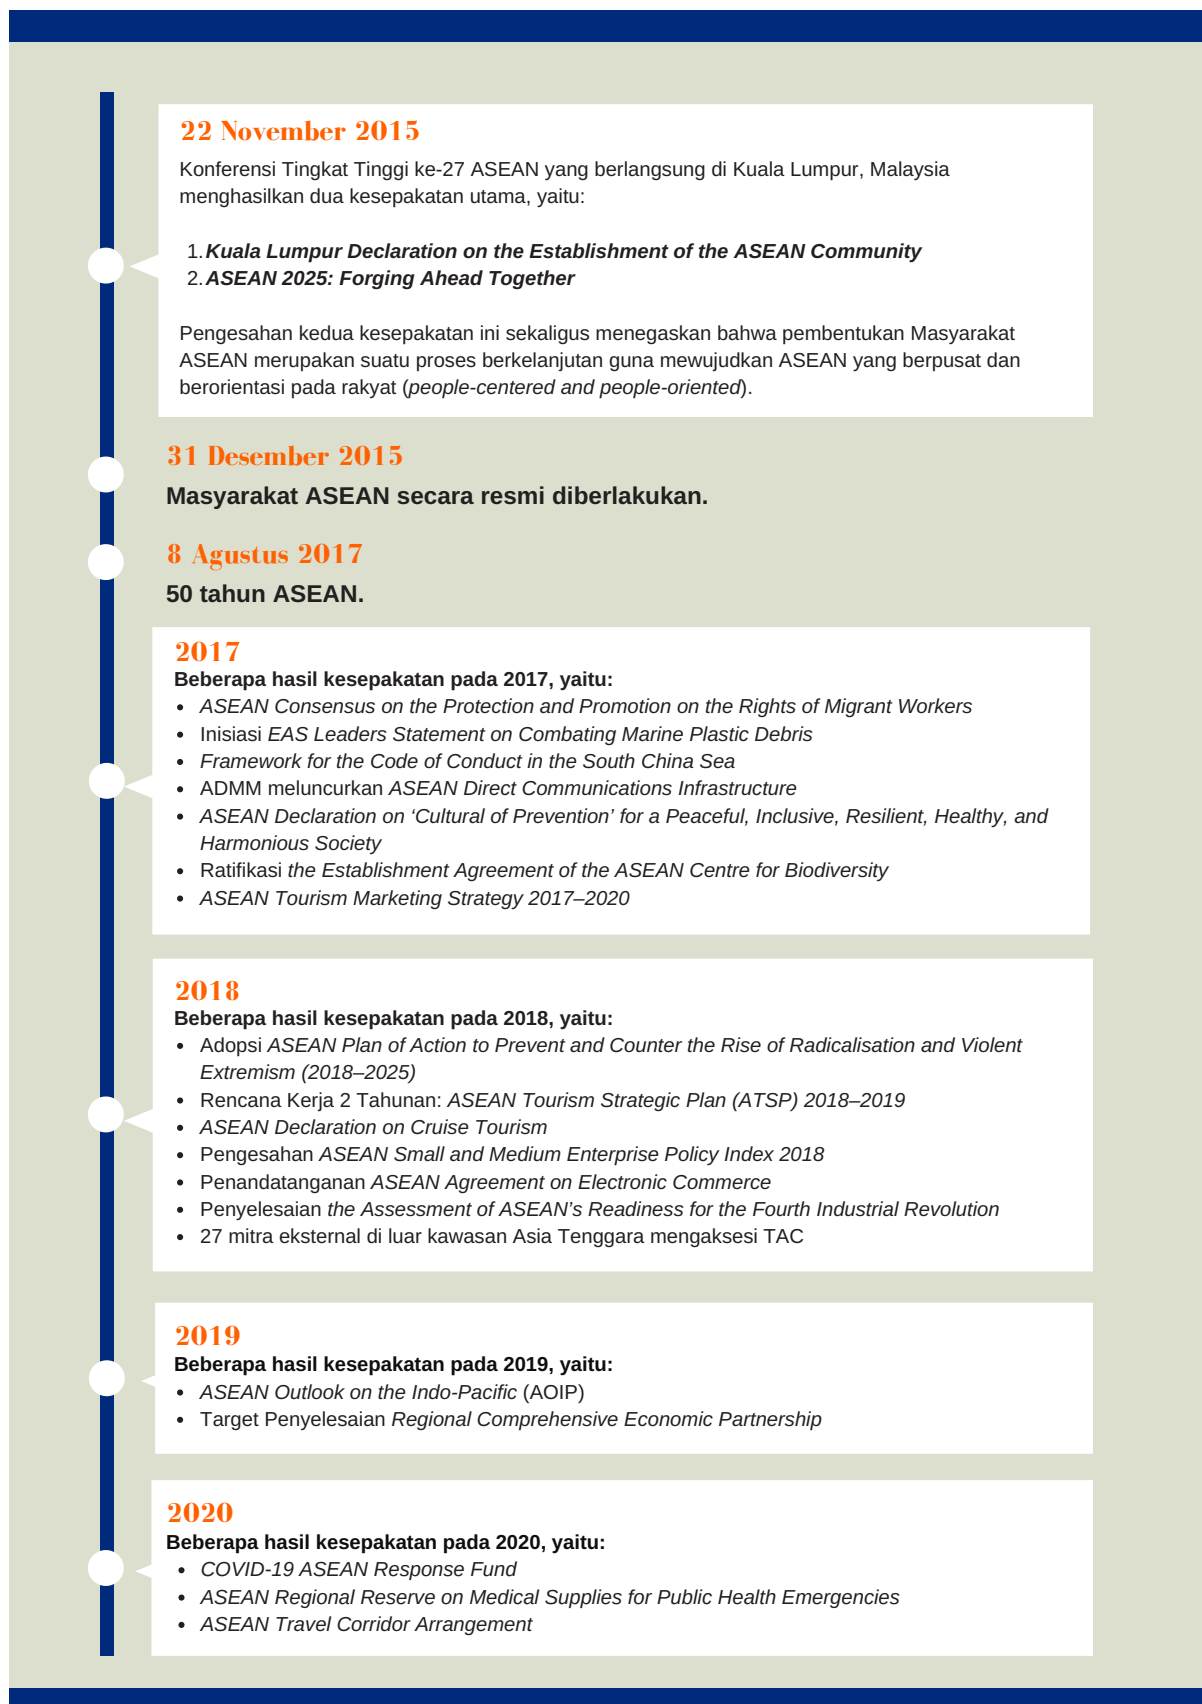 22 November 2015
Konferensi Tingkat Tinggi ke-27 ASEAN yang berlangsung di Kuala Lumpur, Malaysia
menghasilkan dua kesepakatan utama, yaitu:
1. Kuala Lumpur Declaration on the Establishment of the ASEAN Community
2. ASEAN 2025: Forging Ahead Together
Pengesahan kedua kesepakatan ini sekaligus menegaskan bahwa pembentukan Masyarakat
ASEAN merupakan suatu proses berkelanjutan guna mewujudkan ASEAN yang berpusat dan
berorientasi pada rakyat (people-centered and people-oriented).
31 Desember 2015
Masyarakat ASEAN secara resmi diberlakukan.
8 Agustus 2017
50 tahun ASEAN.
2017
Beberapa hasil kesepakatan pada 2017, yaitu:
• ASEAN Consensus on the Protection and Promotion on the Rights of Migrant Workers
• Inisiasi EAS Leaders Statement on Combating Marine Plastic Debris
• Framework for the Code of Conduct in the South China Sea
• ADMM meluncurkan ASEAN Direct Communications Infrastructure
• ASEAN Declaration on ‘Cultural of Prevention’ for a Peaceful, Inclusive, Resilient, Healthy, and
Harmonious Society
• Ratifikasi the Establishment Agreement of the ASEAN Centre for Biodiversity
• ASEAN Tourism Marketing Strategy 2017–2020
2018
Beberapa hasil kesepakatan pada 2018, yaitu:
• Adopsi ASEAN Plan of Action to Prevent and Counter the Rise of Radicalisation and Violent
Extremism (2018–2025)
• Rencana Kerja 2 Tahunan: ASEAN Tourism Strategic Plan (ATSP) 2018–2019
• ASEAN Declaration on Cruise Tourism
• Pengesahan ASEAN Small and Medium Enterprise Policy Index 2018
• Penandatanganan ASEAN Agreement on Electronic Commerce
• Penyelesaian the Assessment of ASEAN’s Readiness for the Fourth Industrial Revolution
• 27 mitra eksternal di luar kawasan Asia Tenggara mengaksesi TAC
2019
Beberapa hasil kesepakatan pada 2019, yaitu:
• ASEAN Outlook on the Indo-Pacific (AOIP)
• Target Penyelesaian Regional Comprehensive Economic Partnership
2020
Beberapa hasil kesepakatan pada 2020, yaitu:
• COVID-19 ASEAN Response Fund
• ASEAN Regional Reserve on Medical Supplies for Public Health Emergencies
• ASEAN Travel Corridor Arrangement